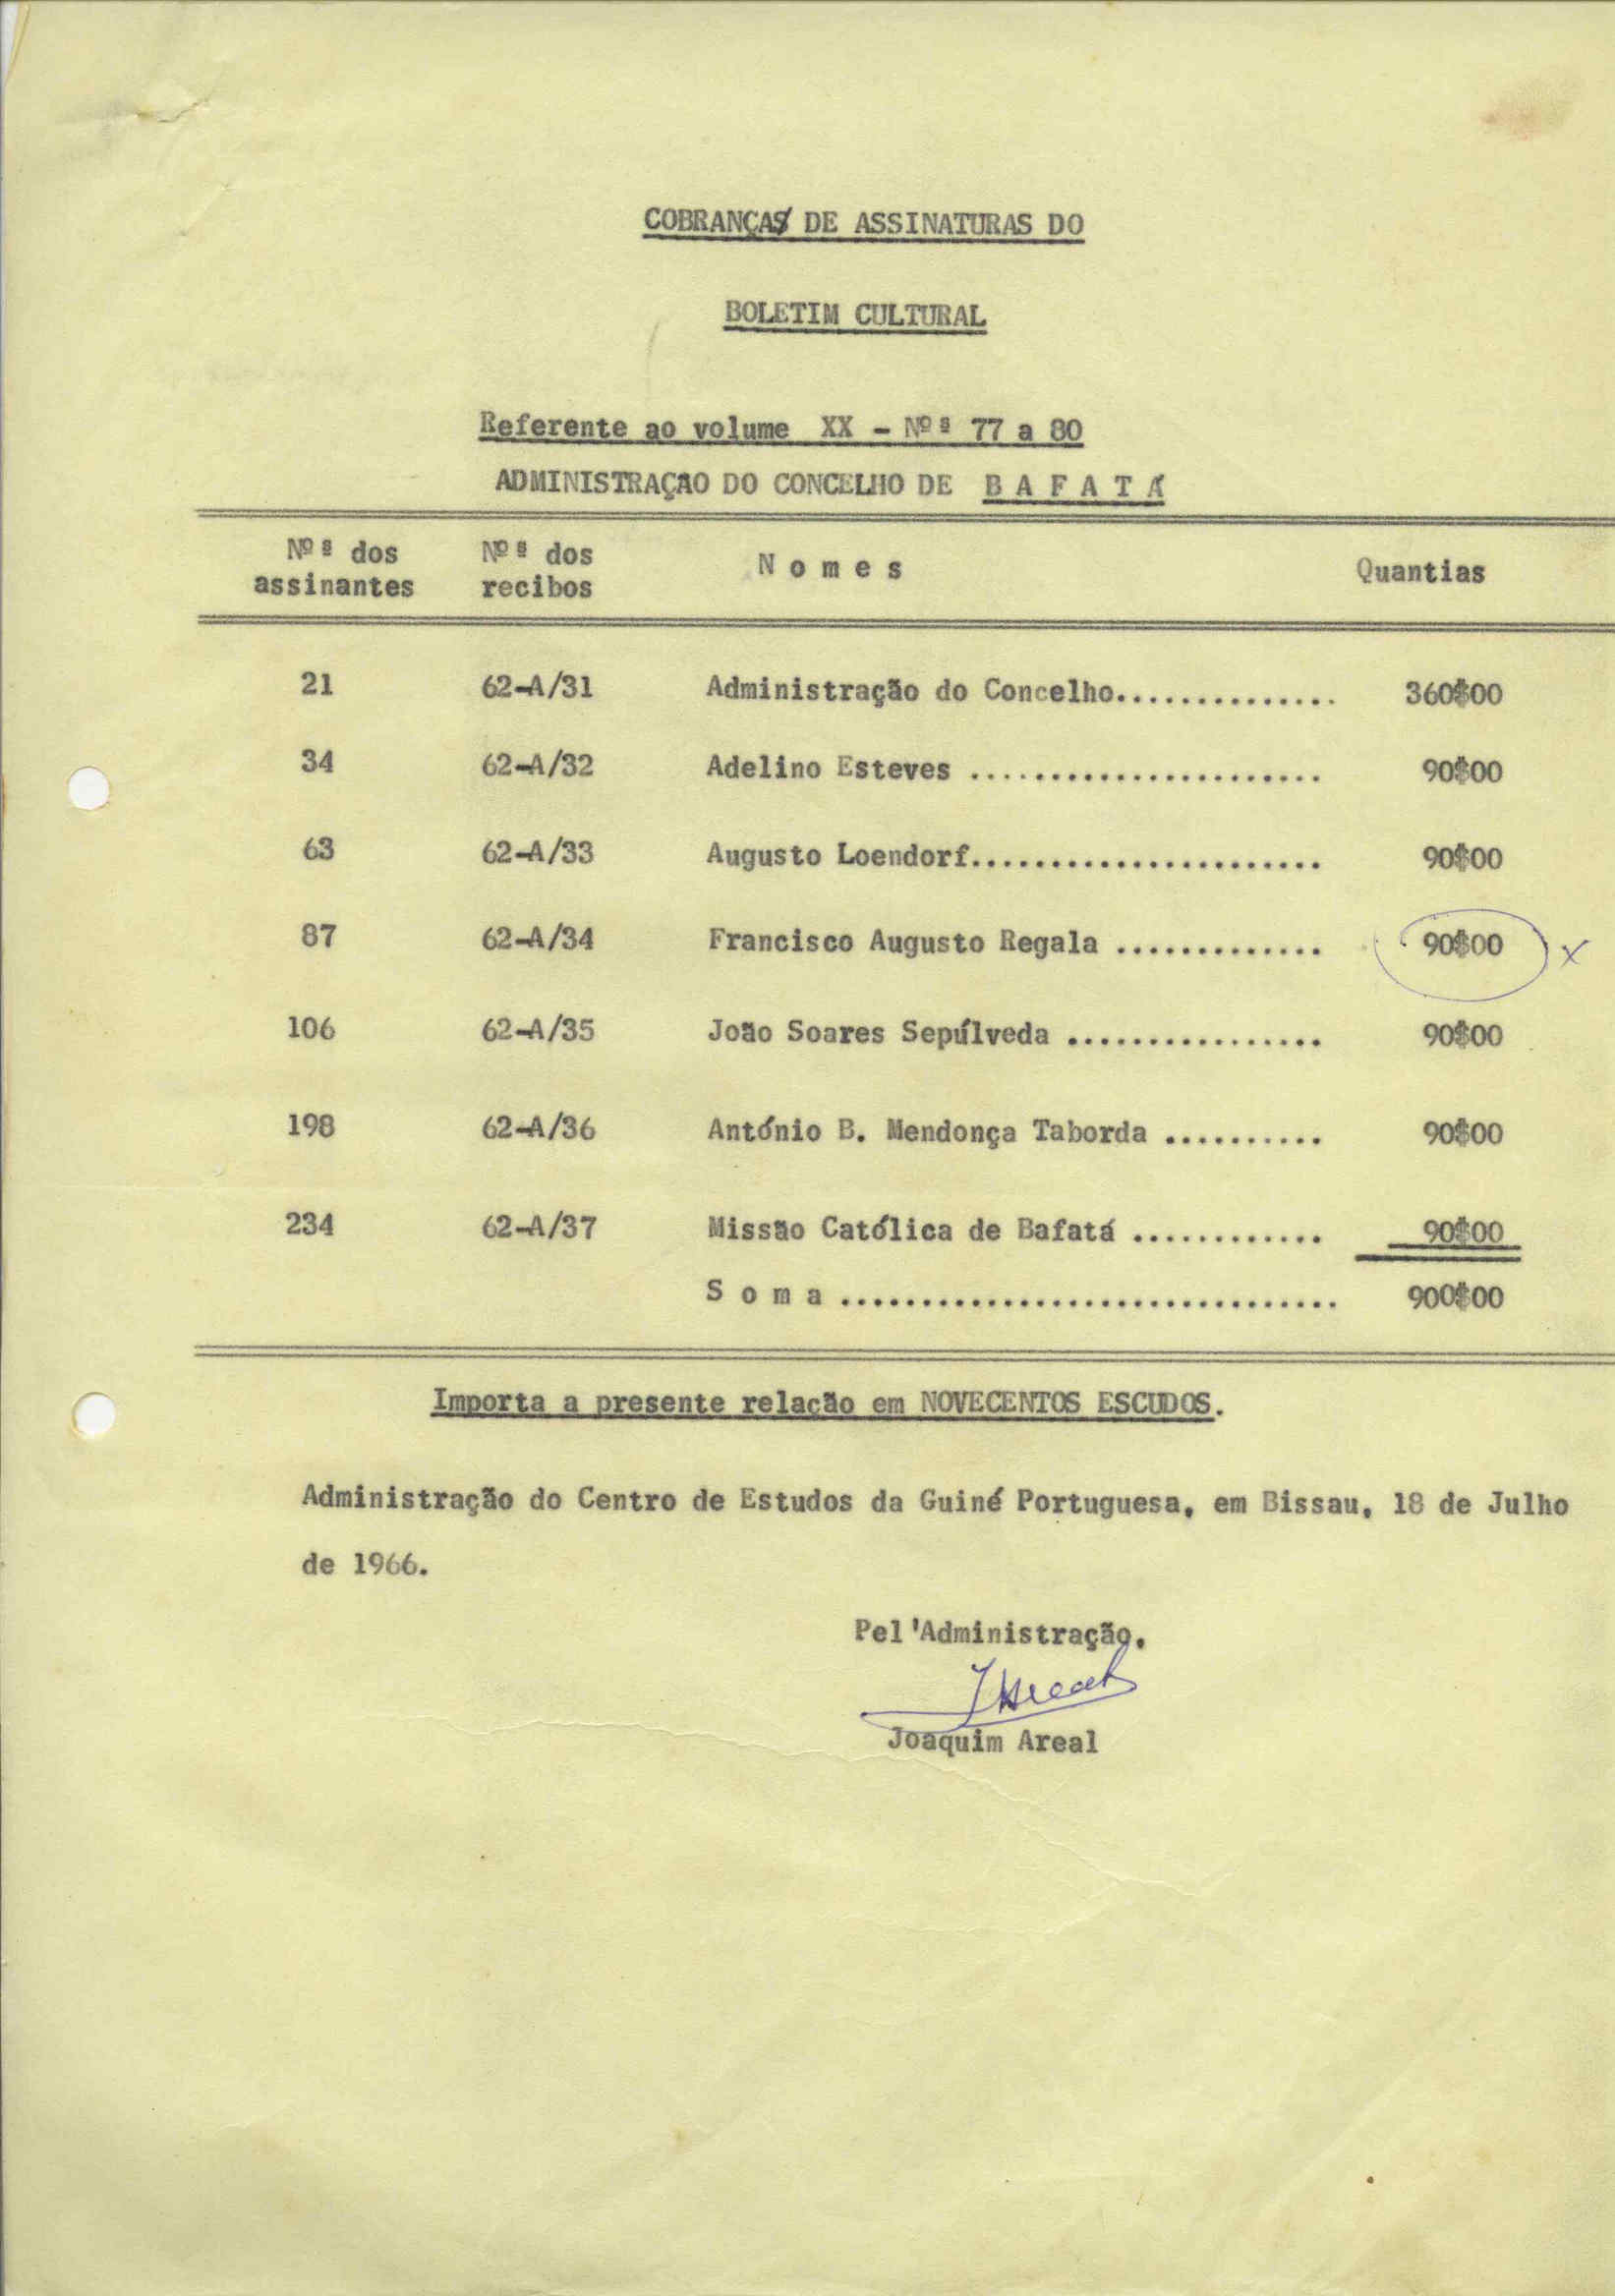 COBRANÇAS DE ASSINATURAS DO
BOLETIM CULTURAL
Referente ao volume XX - Nºs 77 a 80
ADMINISTRAÇÃO DO CONCELHO DE B A F A T Á
Nºs dos assinantes Nºs dos recibos N o m e s Quantias
21 62-A/31 Administração do Concelho.............. 360$00
34 62-A/32 Adelino Esteves ...................... 90$00
63 62-A/33 Augusto Loendorf...................... 90$00
87 62-A/34 Francisco Augusto Regala ............. 90$00 x
106 62-A/35 João Soares Sepúlveda ................ 90$00
198 62-A/36 António B. Mendonça Taborda .......... 90$00
234 62-A/37 Missão Católica de Bafatá ............ 90$00
S o m a ............................... 900$00
Importa a presente relação em NOVECENTOS ESCUDOS.
Administração do Centro de Estudos da Guiné Portuguesa, em Bissau, 18 de Julho
de 1966.
Pel'Administração,
JAreal
Joaquim Areal